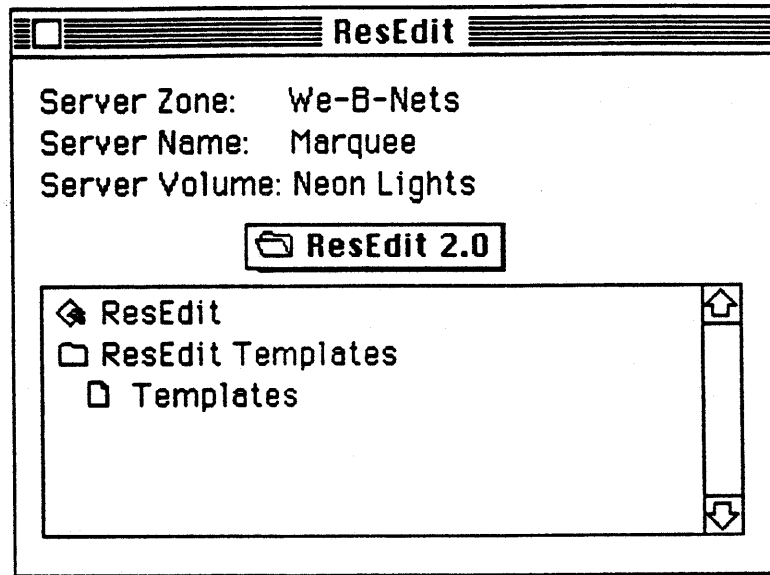 ResEdit
Server Zone: We-B-Nets
Server Name: Marquee
Server Volume: Neon Lights
ResEdit 2.0
ResEdit
ResEdit Templates
Templates